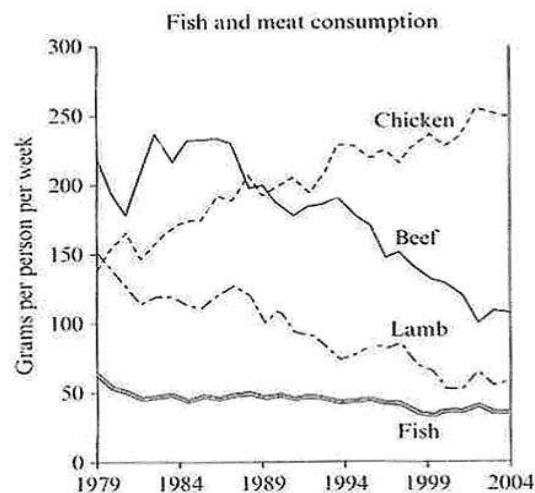 Fish and meat consumption
300
250
200
150
100
50
0
Grams per person per week
Chicken
Beef
Lamb
Fish
1979 1984 1989 1994 1999 2004